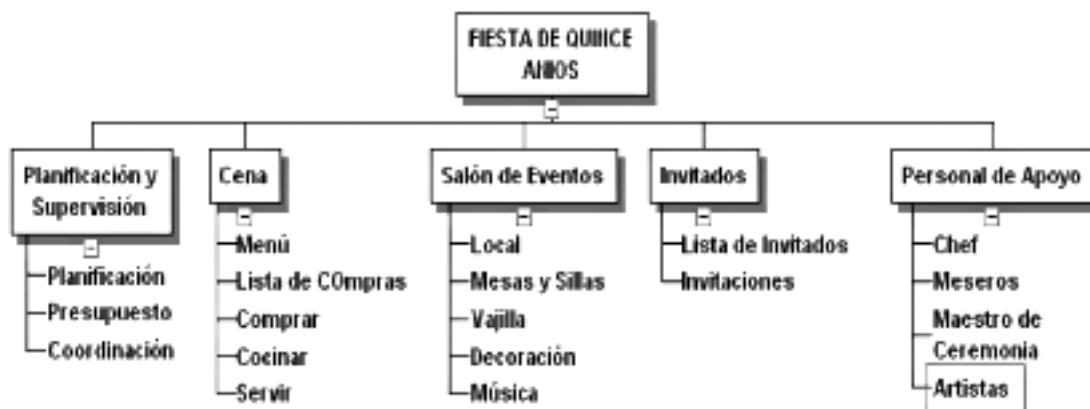 FIESTA DE QUINCE
ANIOS
Planificación y
Supervisión
Planificación
Presupuesto
Coordinación
Cena
Menú
Lista de COmpras
Comprar
Cocinar
Servir
Salón de Eventos
Local
Mesas y Sillas
Vajilla
Decoración
Música
Invitados
Lista de Invitados
Invitaciones
Personal de Apoyo
Chef
Meseros
Maestro de
Ceremonia
Artistas